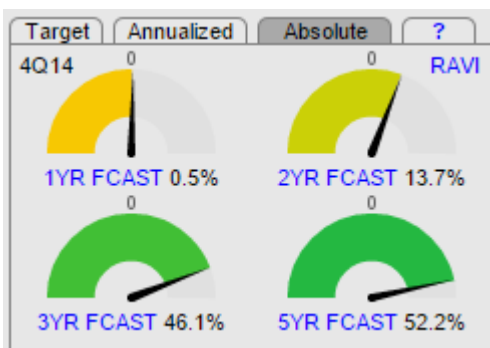 Target Annualized Absolute ?
4Q14 0 0 RAVI
1YR FCAST 0.5% 2YR FCAST 13.7%
0 0
3YR FCAST 46.1% 5YR FCAST 52.2%